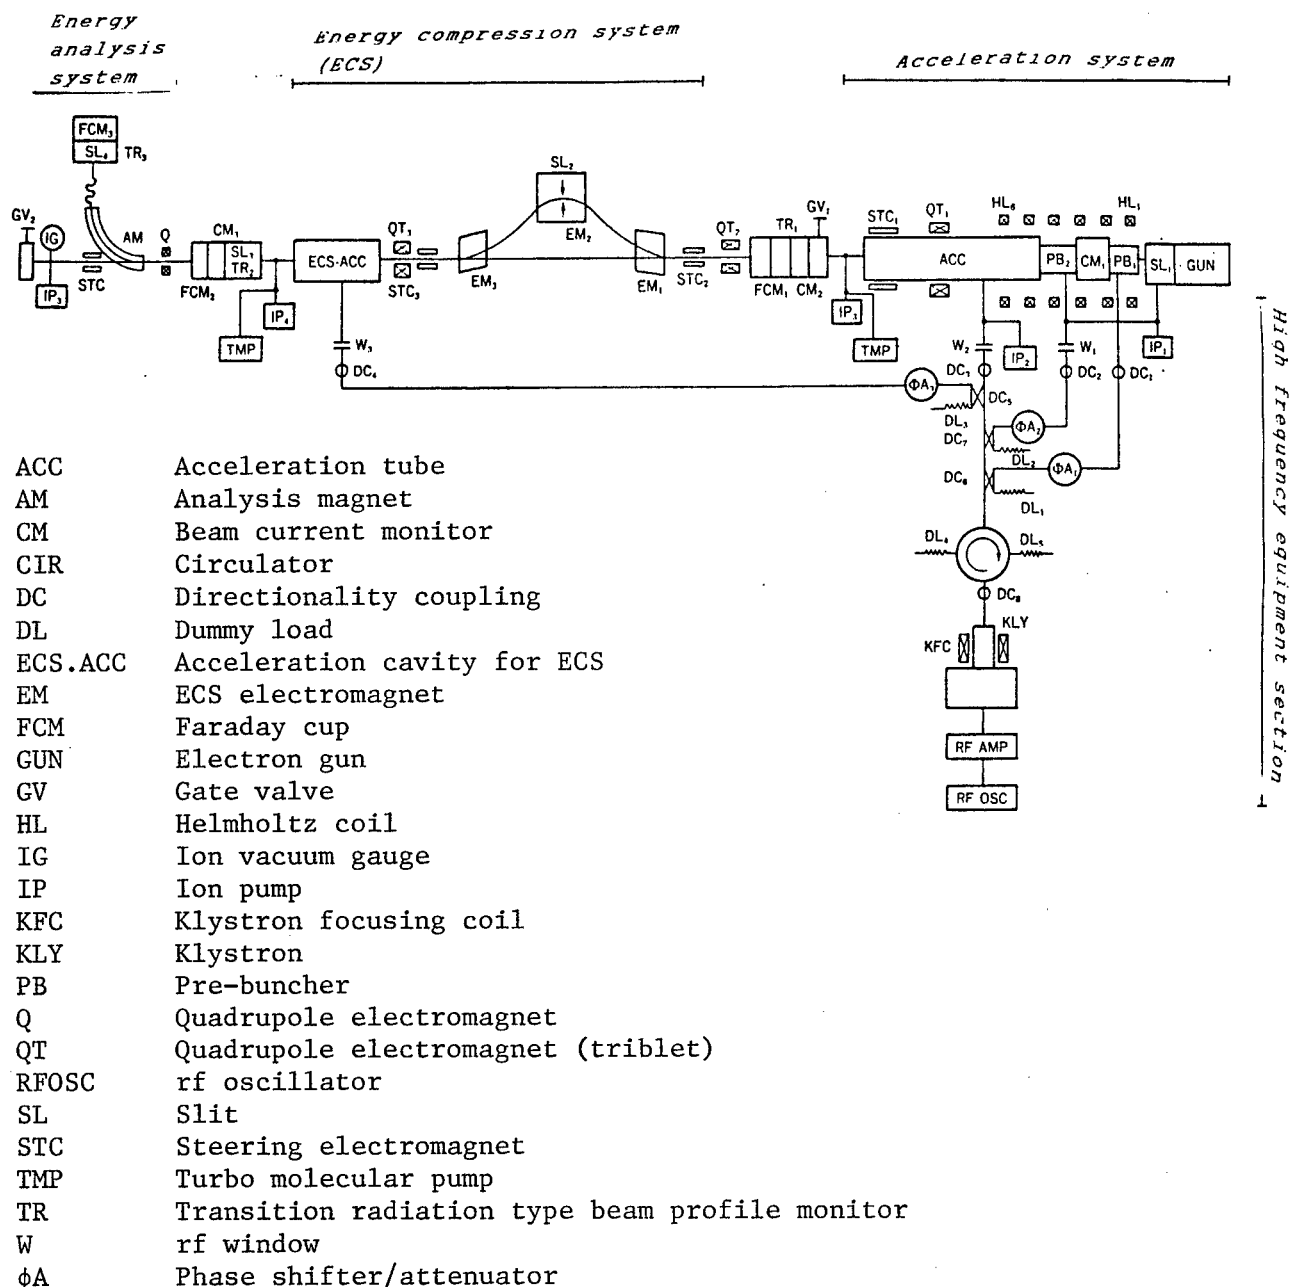 Energy
analysis
system
Energy compression system
(ECS)
Acceleration system
FCM₃
SL₄ TR₃
GV₂
IG
IP₃
STC
AM
Q
CM₁
SL₃
TR₂
FCM₂
TMP
IP₄
ECS·ACC
QT₃
STC₃
EM₃
SL₂
EM₂
EM₁
STC₂
QT₂
TR₁
GV₁
FCM₁ CM₂
IP₃
TMP
STC₁
QT₁
HL₆
HL₁
ACC
PB₂
CM₁
PB₁
SL₁
GUN
W₃
DC₄
W₂
IP₂
W₁
IP₁
DC₃
DC₂
DC₁
ΦA₃
DC₅
DL₃
DC₇
ΦA₂
DL₂
DC₆
ΦA₁
DL₁
DL₄
DL₅
DC₈
KLY
KFC
RF AMP
RF OSC
High frequency equipment section
ACC Acceleration tube
AM Analysis magnet
CM Beam current monitor
CIR Circulator
DC Directionality coupling
DL Dummy load
ECS.ACC Acceleration cavity for ECS
EM ECS electromagnet
FCM Faraday cup
GUN Electron gun
GV Gate valve
HL Helmholtz coil
IG Ion vacuum gauge
IP Ion pump
KFC Klystron focusing coil
KLY Klystron
PB Pre-buncher
Q Quadrupole electromagnet
QT Quadrupole electromagnet (triblet)
RFOSC rf oscillator
SL Slit
STC Steering electromagnet
TMP Turbo molecular pump
TR Transition radiation type beam profile monitor
W rf window
ϕA Phase shifter/attenuator